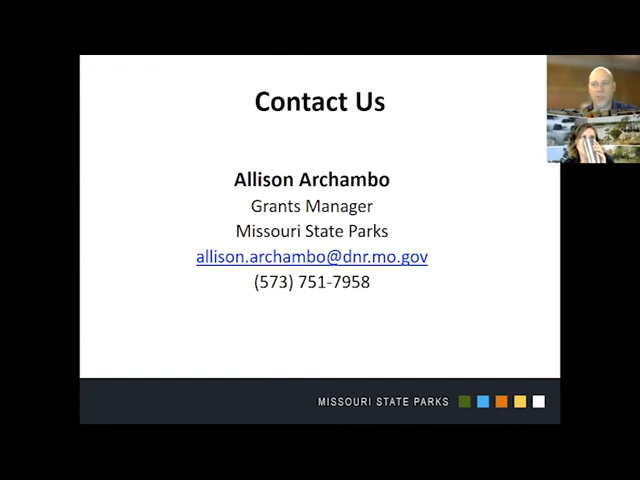 Contact Us
Allison Archambo
Grants Manager
Missouri State Parks
allison.archambo@dnr.mo.gov
(573) 751-7958
MISSOURI STATE PARKS